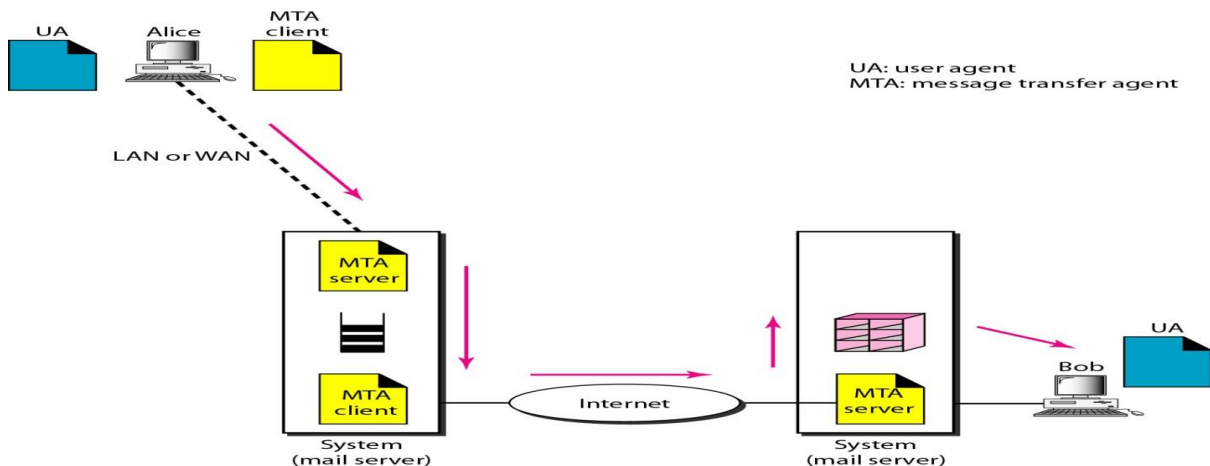 UA
Alice
MTA
client
UA: user agent
MTA: message transfer agent
LAN or WAN
MTA
server
MTA
client
System
(mail server)
Internet
MTA
server
System
(mail server)
Bob
UA